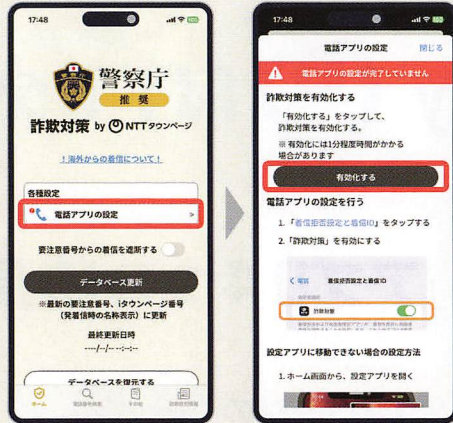 17:48
警察庁
推奨
詐欺対策 by NTTタウンページ
！海外からの着信について！
各種設定
電話アプリの設定 >
要注意番号からの着信を遮断する
データベース更新
※最新の要注意番号、iタウンページ番号
（発着信時の名称表示）に更新
最終更新日時
----/--/-- --:--:--
データベースを復元する
ホーム
電話番号検索
その他
17:48
電話アプリの設定
閉じる
電話アプリの設定が完了していません
詐欺対策を有効化する
「有効化する」をタップして、
詐欺対策を有効化する。
※ 有効化には1分程度時間がかかる
場合があります
有効化する
電話アプリの設定を行う
1. 「着信拒否設定と着信ID」をタップする
2. 「詐欺対策」を有効にする
< 電話
着信拒否設定と着信ID
詐欺対策
設定アプリに移動できない場合の設定方法
1. ホーム画面から、設定アプリを開く